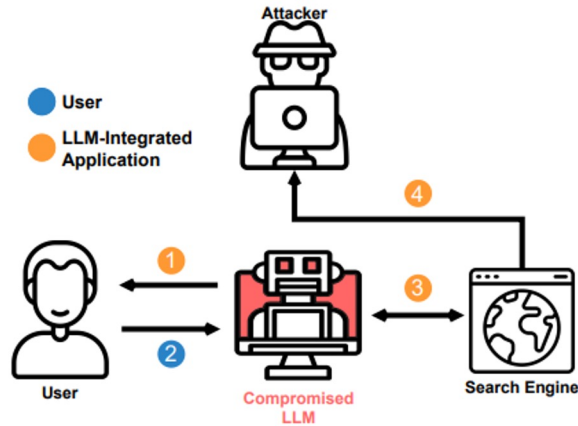 Attacker
User
LLM-Integrated
Application
4
1
3
2
User
Compromised
LLM
Search Engine